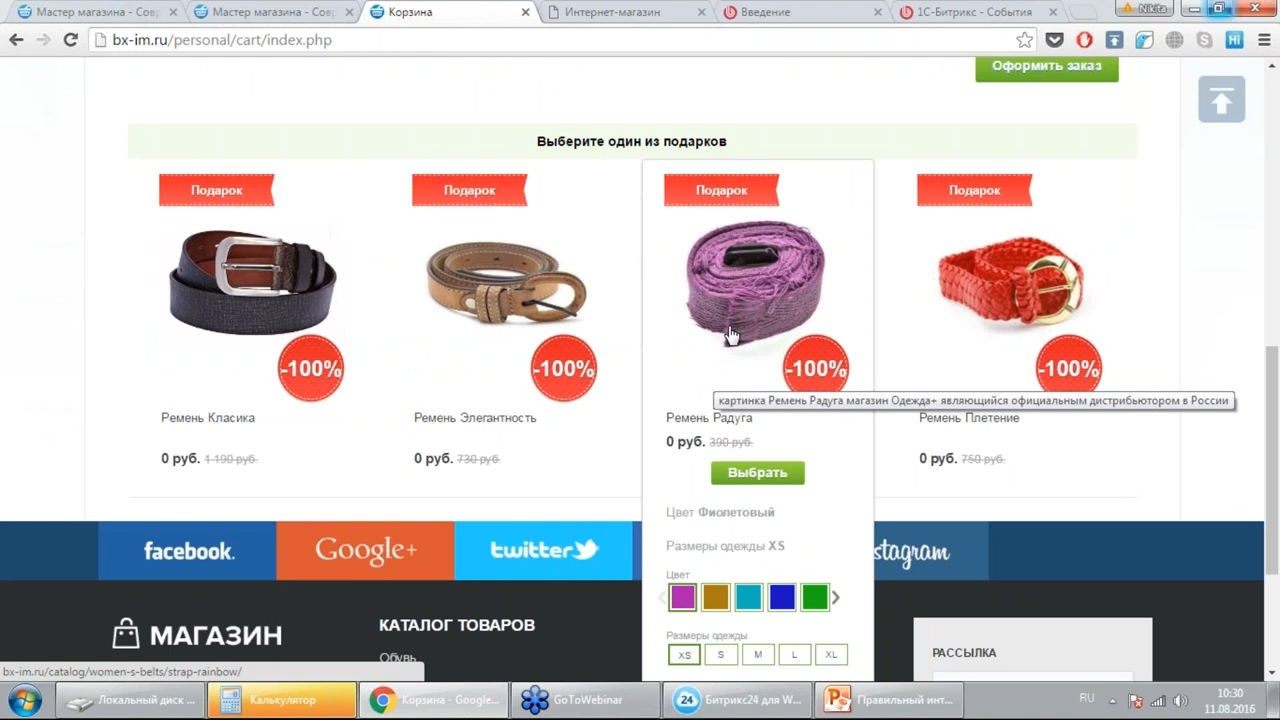 Мастер магазина - Совр
Мастер магазина - Совр
Корзина
Интернет-магазин
Введение
1С-Битрикс - События
Nikita
bx-im.ru/personal/cart/index.php
Оформить заказ
Выберите один из подарков
Подарок
Подарок
Подарок
Подарок
-100%
-100%
-100%
-100%
картинка Ремень Радуга магазин Одежда+ являющийся официальным дистрибьютором в России
Ремень Класика
Ремень Элегантность
Ремень Радуга
Ремень Плетение
0 руб. 390 руб.
0 руб. 1 190 руб.
0 руб. 730 руб.
0 руб. 750 руб.
Выбрать
Цвет Фиолетовый
Размеры одежды XS
facebook.
Google+
twitter
stagram
Цвет
Размеры одежды
XS
S
M
L
XL
МАГАЗИН
КАТАЛОГ ТОВАРОВ
Обувь
РАССЫЛКА
bx-im.ru/catalog/women-s-belts/strap-rainbow/
Локальный диск ...
Калькулятор
Корзина - Google...
GoToWebinar
24
Битрикс24 для W...
Правильный инт...
RU
10:30
11.08.2016